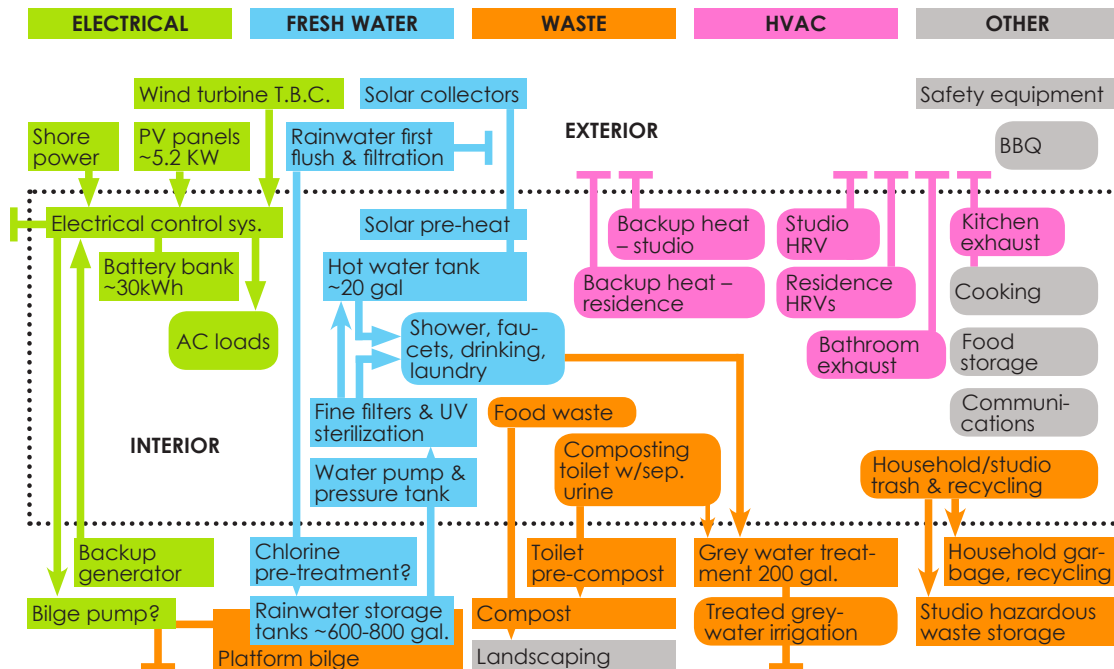 ELECTRICAL
FRESH WATER
WASTE
HVAC
OTHER
Wind turbine T.B.C.
Solar collectors
Safety equipment
Shore
power
PV panels
~5.2 KW
Rainwater first
flush & filtration
EXTERIOR
BBQ
Electrical control sys.
Solar pre-heat
Backup heat
– studio
Studio
HRV
Kitchen
exhaust
Battery bank
~30kWh
Hot water tank
~20 gal
Backup heat –
residence
Residence
HRVs
Cooking
AC loads
Shower, fau-
cets, drinking,
laundry
Bathroom
exhaust
Food
storage
Fine filters & UV
sterilization
Food waste
Communi-
cations
INTERIOR
Water pump &
pressure tank
Composting
toilet w/sep.
urine
Household/studio
trash & recycling
Backup
generator
Chlorine
pre-treatment?
Toilet
pre-compost
Grey water treat-
ment 200 gal.
Household gar-
bage, recycling
Bilge pump?
Rainwater storage
tanks ~600-800 gal.
Compost
Treated grey-
water irrigation
Studio hazardous
waste storage
Platform bilge
Landscaping